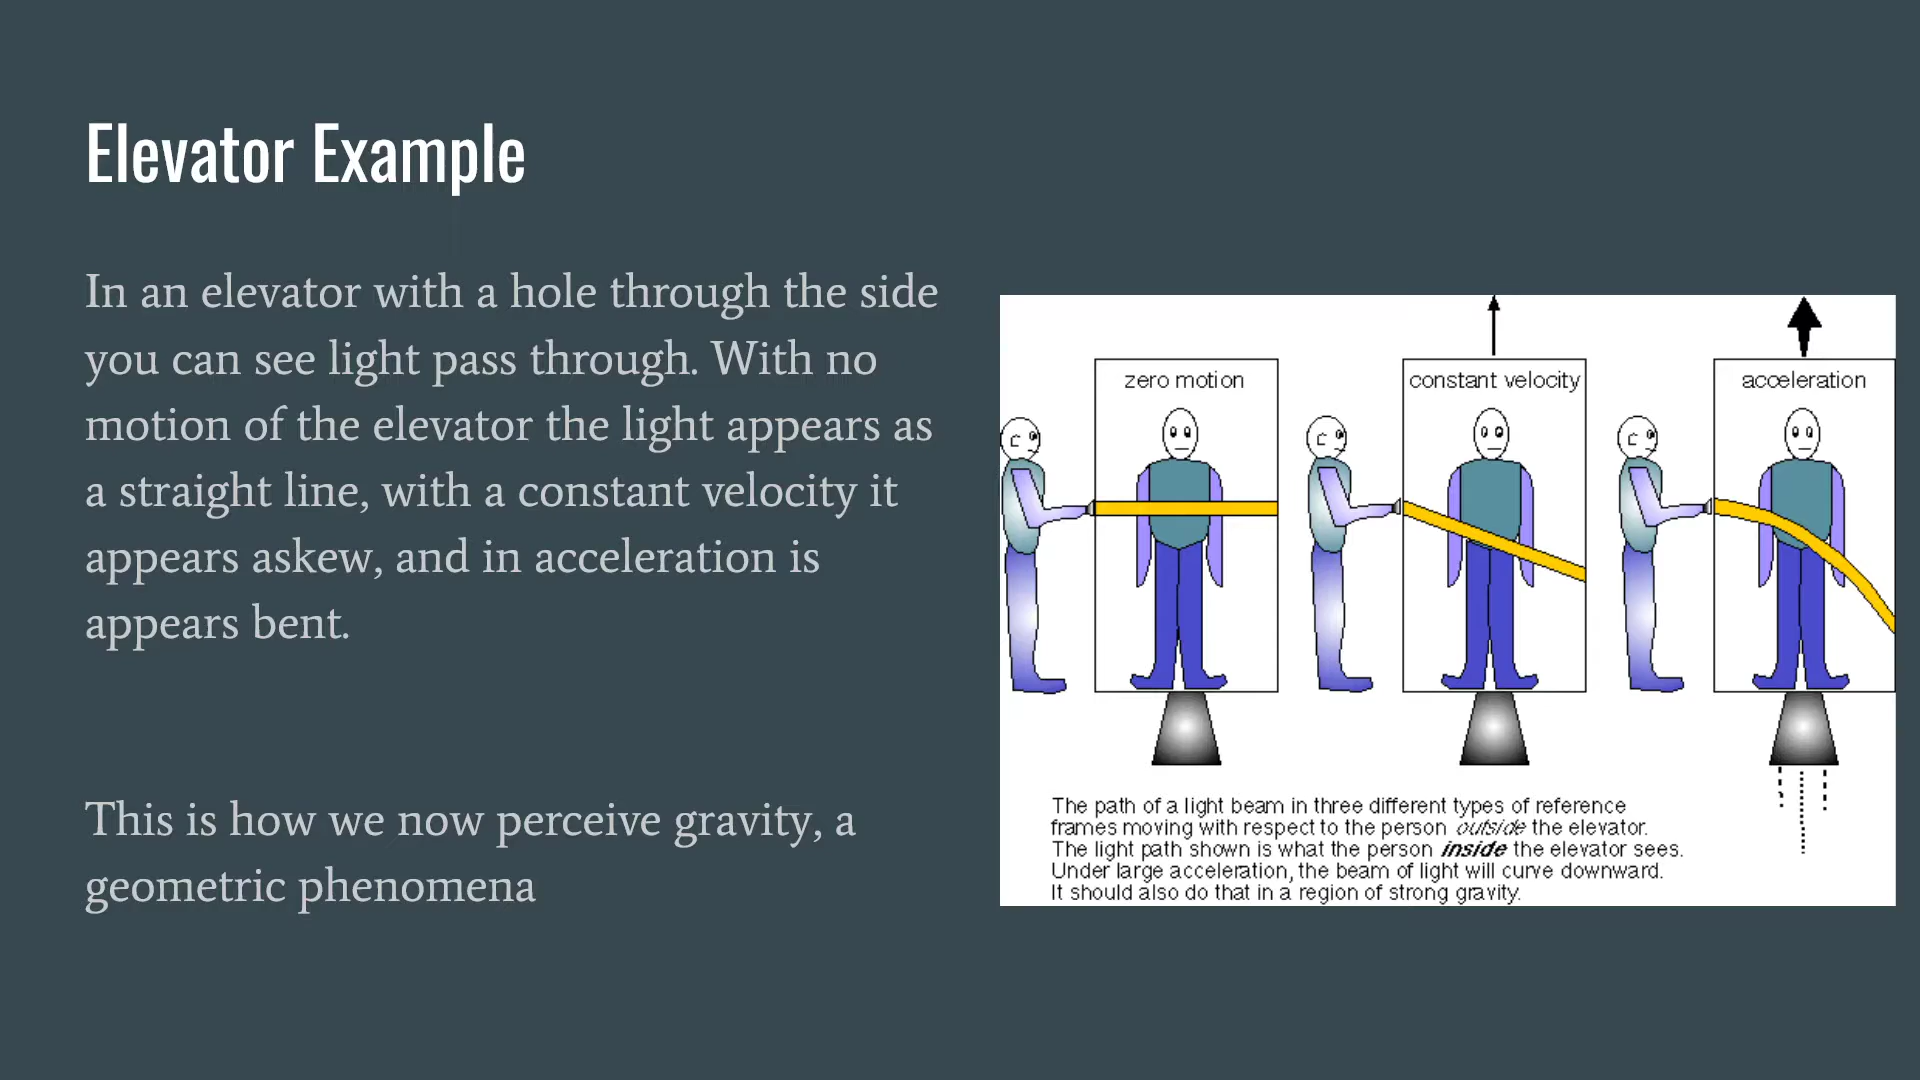 Elevator Example
In an elevator with a hole through the side
you can see light pass through. With no
motion of the elevator the light appears as
a straight line, with a constant velocity it
appears askew, and in acceleration is
appears bent.
This is how we now perceive gravity, a
geometric phenomena
zero motion
constant velocity
acceleration
The path of a light beam in three different types of reference
frames moving with respect to the person outside the elevator.
The light path shown is what the person inside the elevator sees.
Under large acceleration, the beam of light will curve downward.
It should also do that in a region of strong gravity.